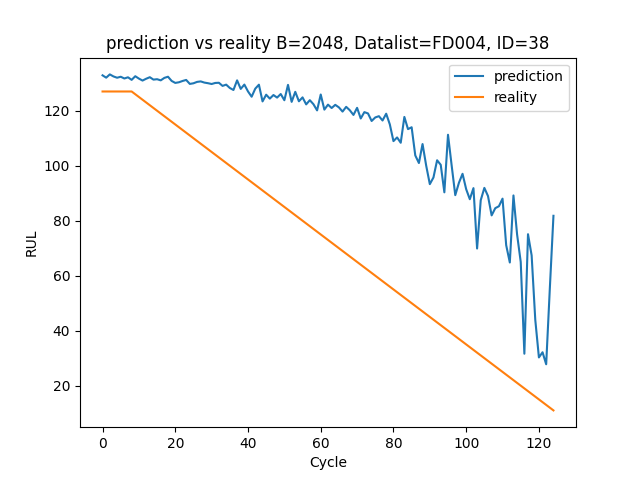 prediction vs reality B=2048, Datalist=FD004, ID=38
prediction
reality
RUL
120
100
80
60
40
20
0 20 40 60 80 100 120
Cycle